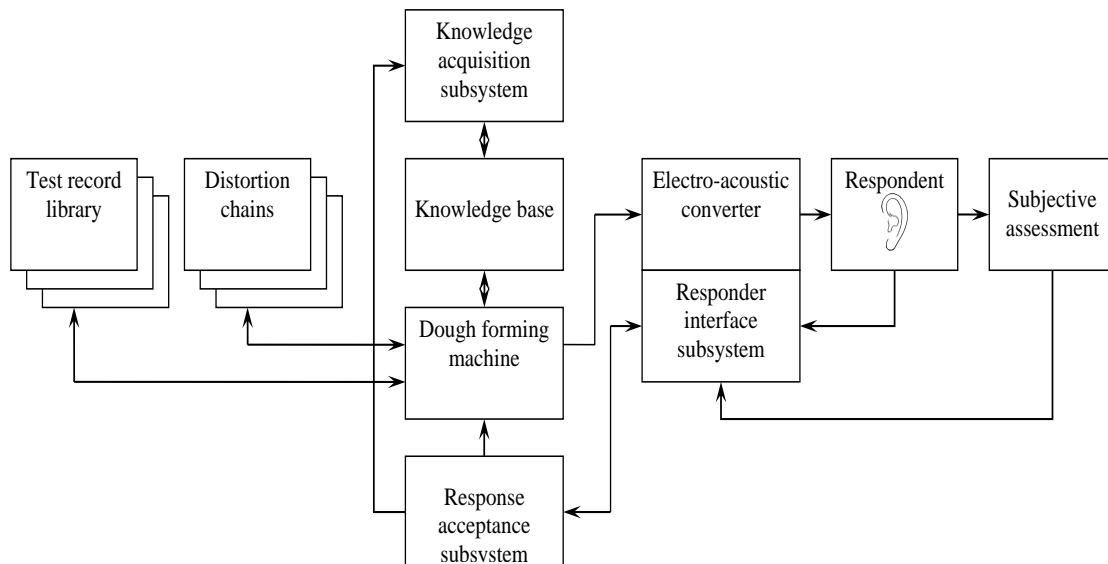 Knowledge
acquisition
subsystem
Test record
library
Distortion
chains
Knowledge base
Electro-acoustic
converter
Respondent
Subjective
assessment
Dough forming
machine
Responder
interface
subsystem
Response
acceptance
subsystem